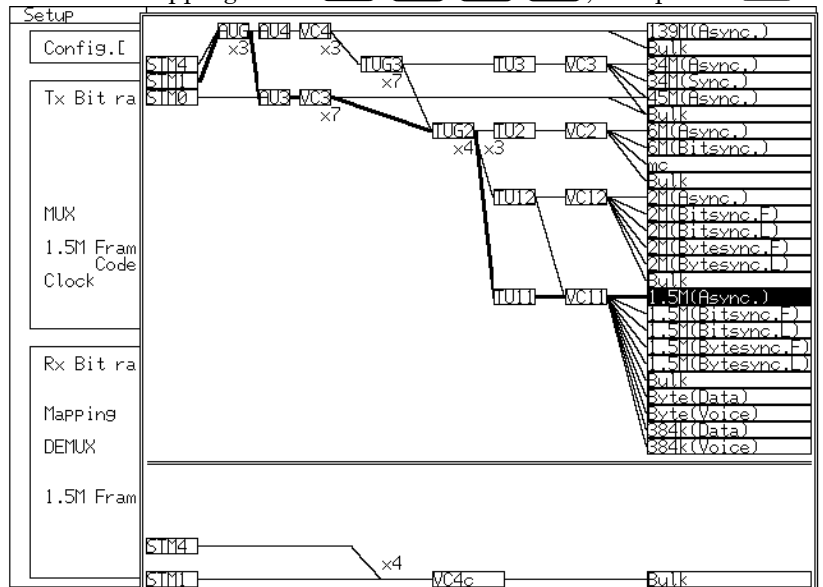 Setup
AUG AU4 VC4 139M(Async.)
Config.[ x3 x3 Bulk
STM4 TUG3 TU3 VC3 34M(Async.)
STM1 x7 34M(Sync.)
Tx Bit ra STM0 AU3 VC3 45M(Async.)
x7 Bulk
TUG2 TU2 VC2 6M(Async.)
x4 x3 6M(Bitsync.)
mc
Bulk
TU12 VC12 2M(Async.)
MUX 2M(Bitsync.F)
2M(Bitsync.L)
1.5M Fram 2M(Bytesync.F)
Code 2M(Bytesync.L)
Clock Bulk
TU11 VC11 1.5M(Async.)
1.5M(Bitsync.F)
1.5M(Bitsync.L)
1.5M(Bytesync.F)
Rx Bit ra 1.5M(Bytesync.L)
Bulk
Byte(Data)
Mapping Byte(Voice)
384k(Data)
DEMUX 384k(Voice)
1.5M Fram
STM4
x4
STM1 VC4c Bulk